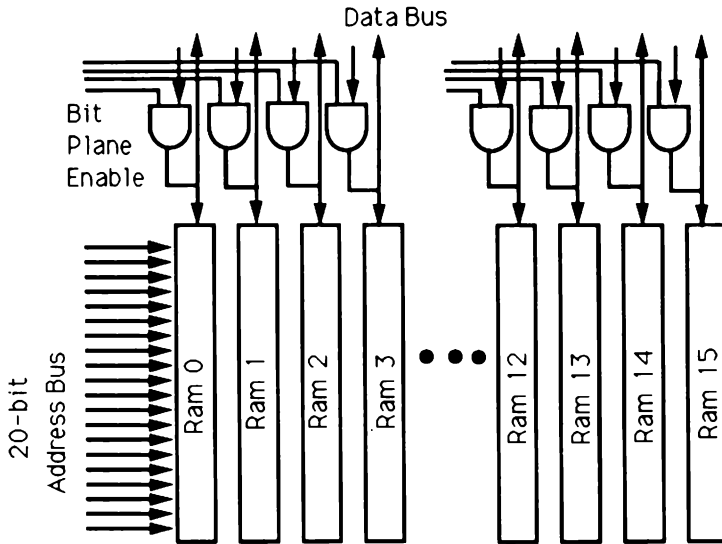 Data Bus
Bit
Plane
Enable
20-bit
Address Bus
Ram 0
Ram 1
Ram 2
Ram 3
Ram 12
Ram 13
Ram 14
Ram 15